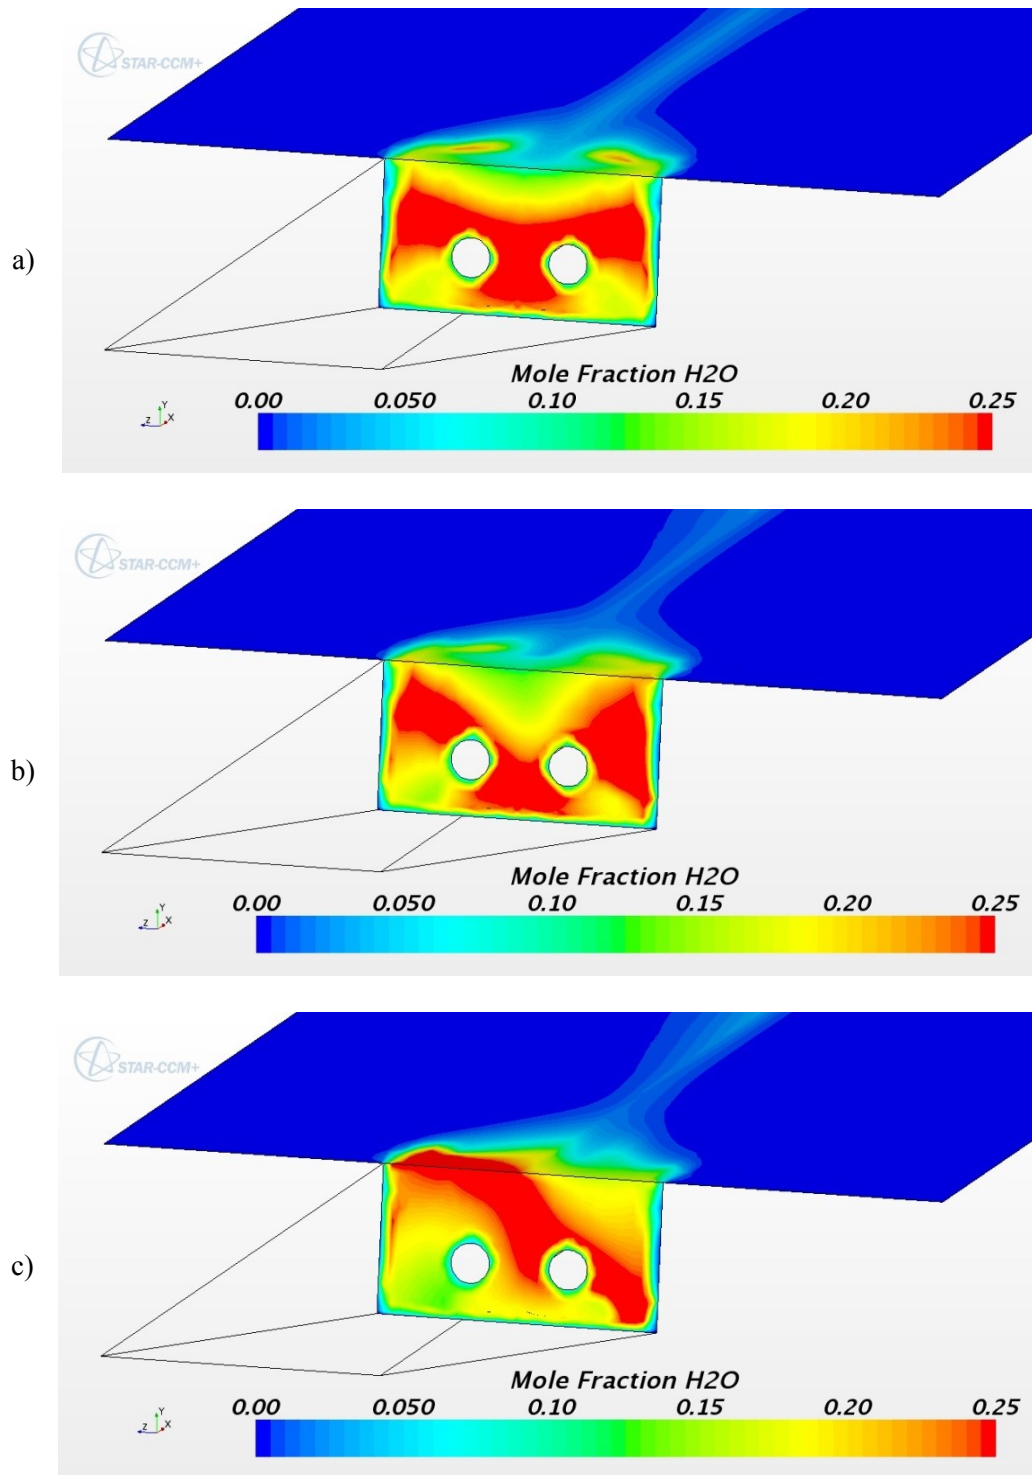 STAR-CCM+
a)
Mole Fraction H2O
0.00 0.050 0.10 0.15 0.20 0.25
Y
Z X
STAR-CCM+
b)
Mole Fraction H2O
0.00 0.050 0.10 0.15 0.20 0.25
Y
Z X
STAR-CCM+
c)
Mole Fraction H2O
0.00 0.050 0.10 0.15 0.20 0.25
Y
Z X